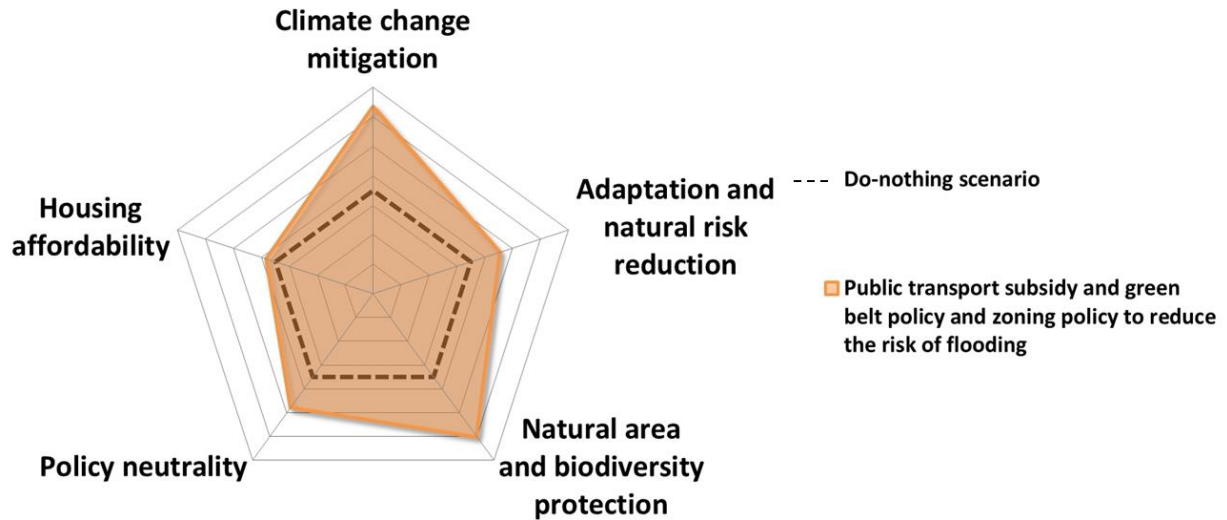 Climate change
mitigation
Adaptation and
natural risk
reduction
Housing
affordability
Policy neutrality
Natural area
and biodiversity
protection
Do-nothing scenario
Public transport subsidy and green
belt policy and zoning policy to reduce
the risk of flooding